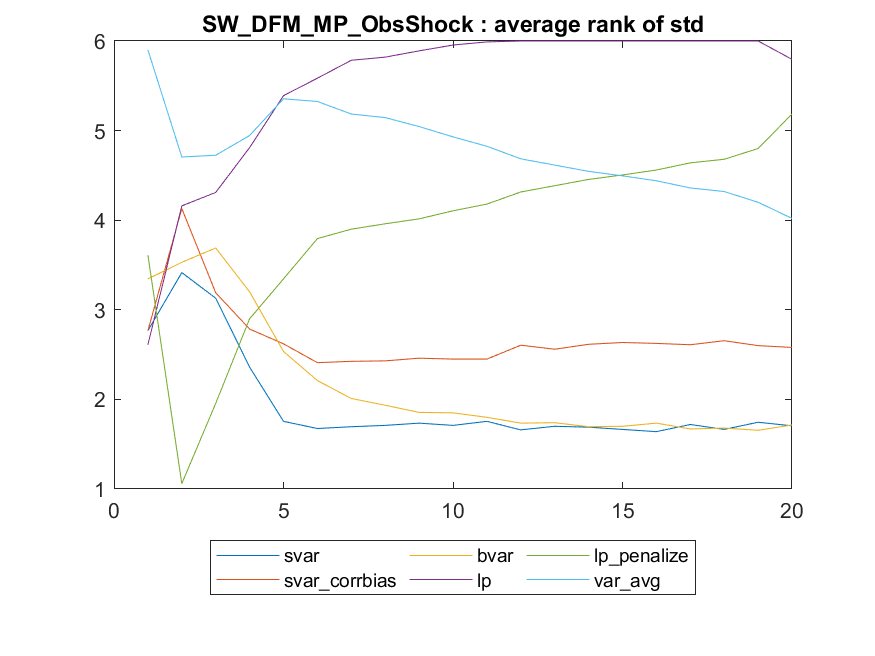 SW_DFM_MP_ObsShock : average rank of std
6
5
4
3
2
1
0 5 10 15 20
svar bvar lp_penalize
svar_corrbias lp var_avg